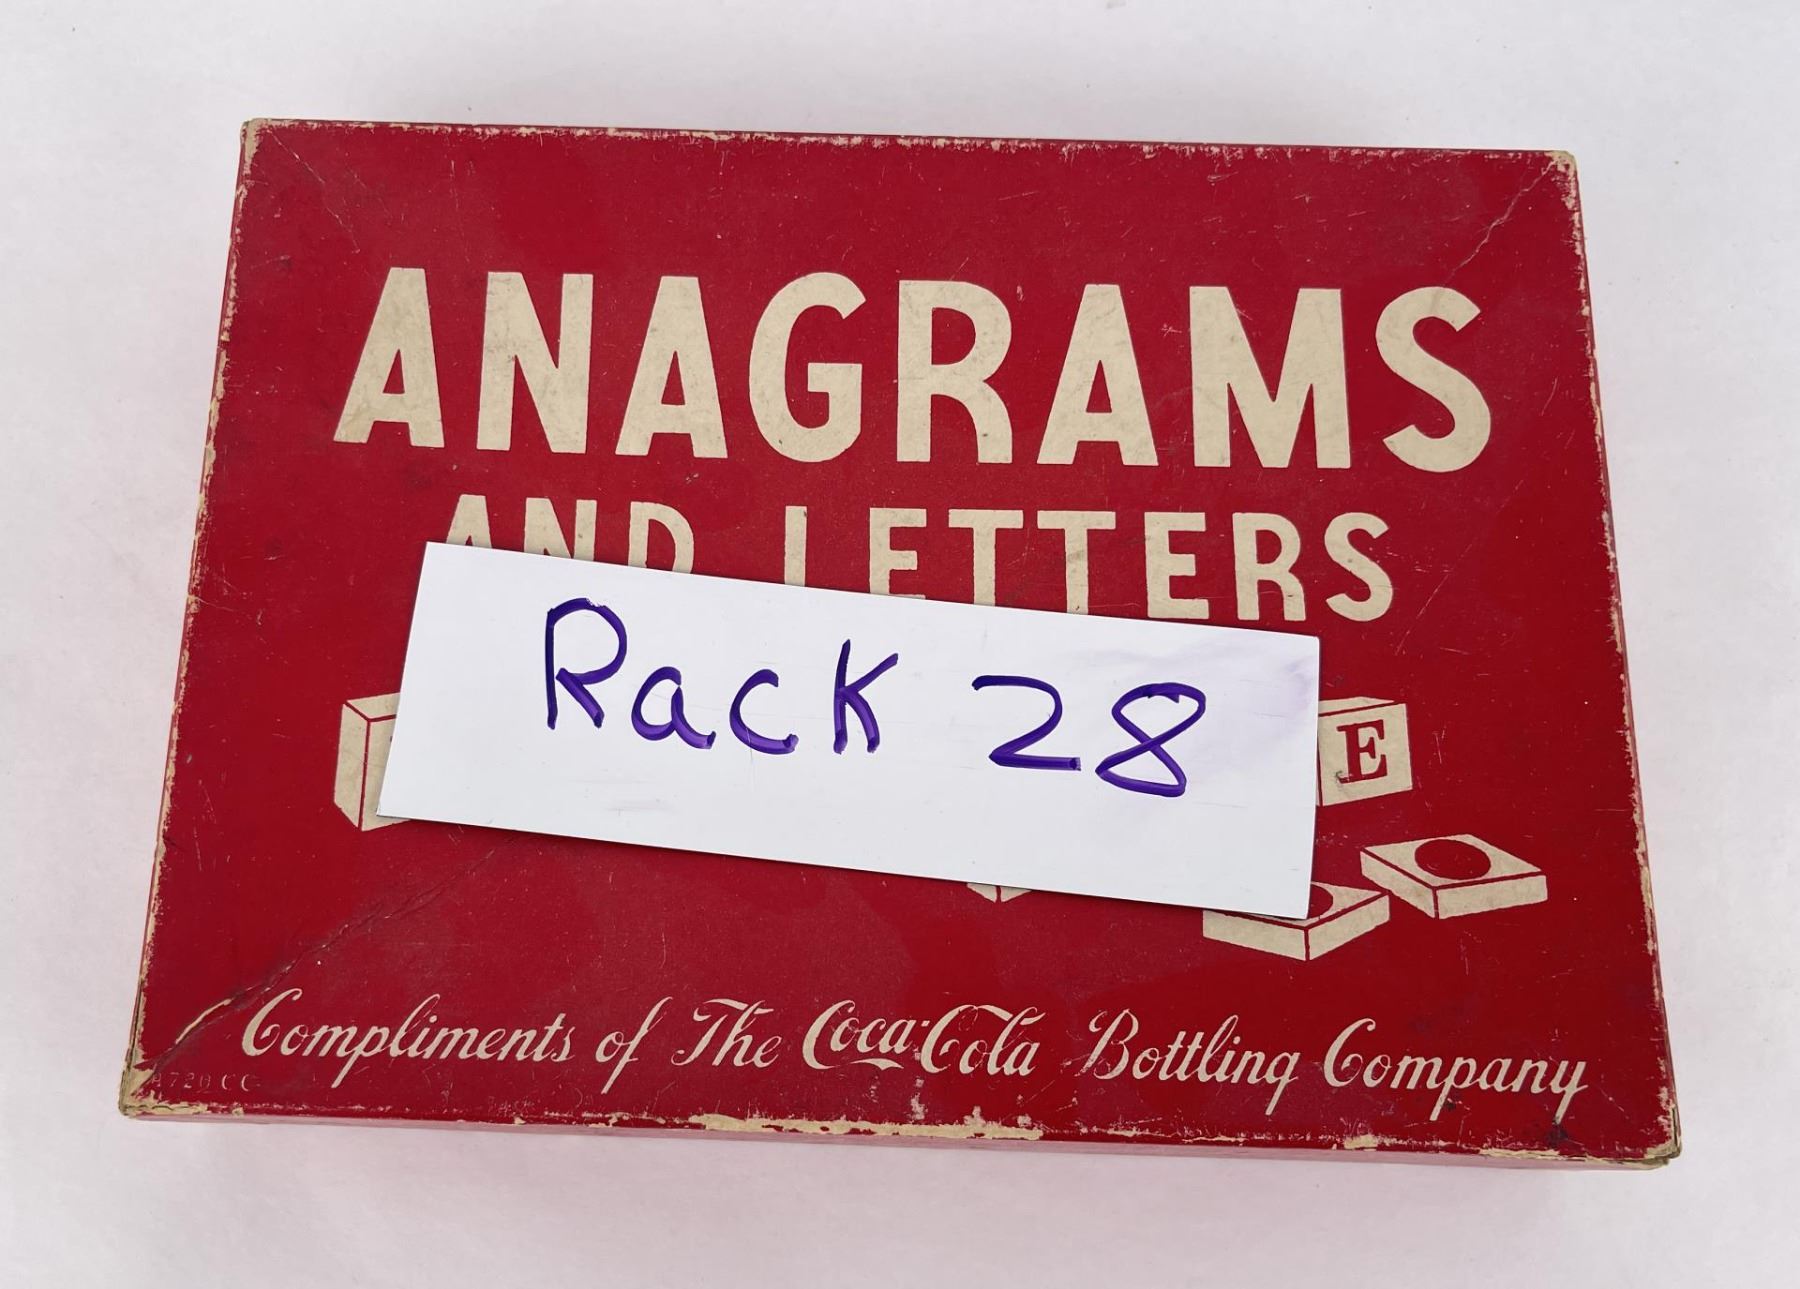 ANAGRAMS
AND LETTERS
Rack 28
E
Compliments of The Coca-Cola Bottling Company